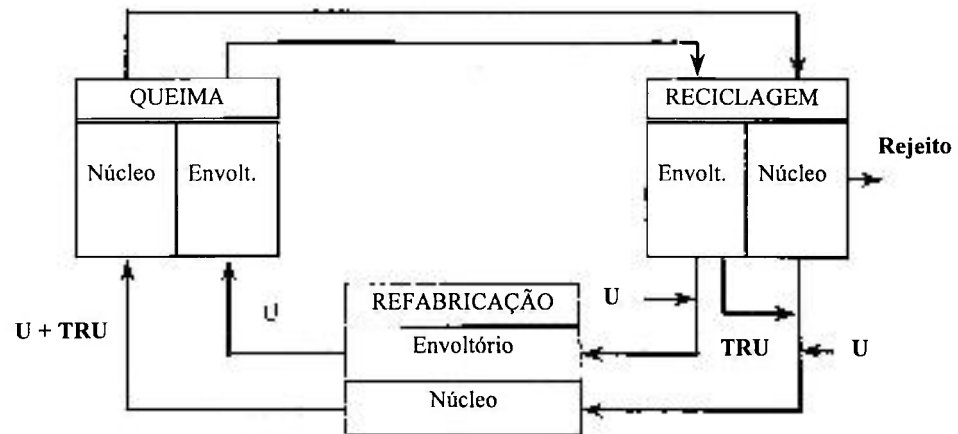 QUEIMA
Núcleo
Envolt.
RECICLAGEM
Envolt.
Núcleo
Rejeito
U + TRU
U
REFABRICAÇÃO
Envoltório
Núcleo
U
TRU
U